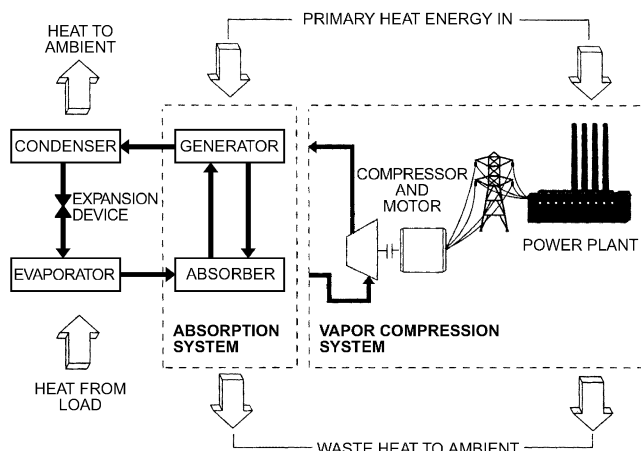 HEAT TO
AMBIENT
PRIMARY HEAT ENERGY IN
CONDENSER
GENERATOR
COMPRESSOR
AND
MOTOR
EXPANSION
DEVICE
POWER PLANT
EVAPORATOR
ABSORBER
ABSORPTION
SYSTEM
VAPOR COMPRESSION
SYSTEM
HEAT FROM
LOAD
WASTE HEAT TO AMBIENT